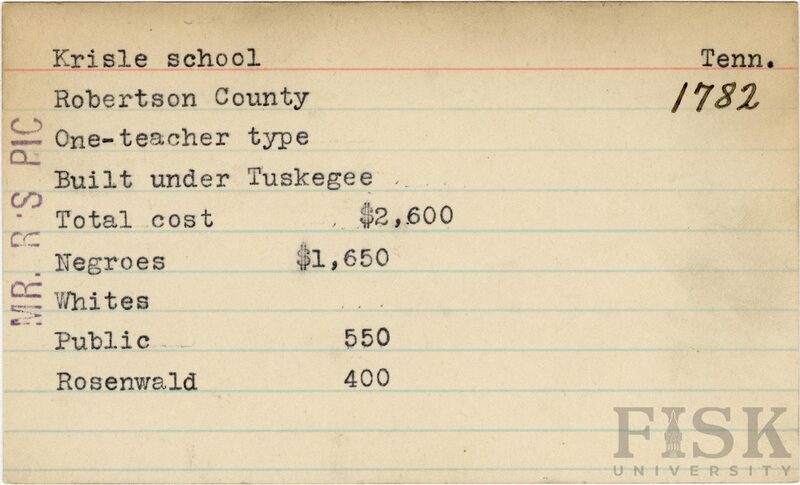 Krisle school Tenn.
Robertson County 1782
One-teacher type
Built under Tuskegee
Total cost $2,600
Negroes $1,650
Whites
Public 550
Rosenwald 400
MR. R'S PIC
FISK
UNIVERSITY